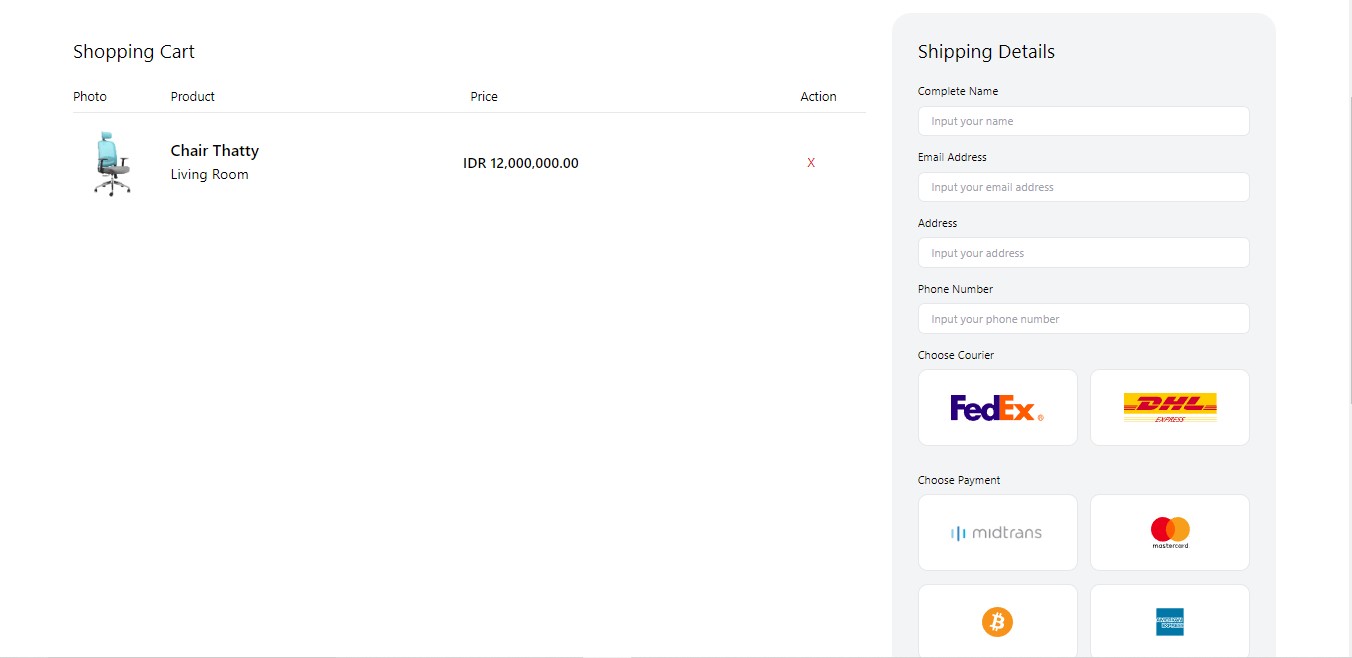 Shopping Cart
Photo Product Price Action
Chair Thatty
Living Room
IDR 12,000,000.00
X
Shipping Details
Complete Name
Input your name
Email Address
Input your email address
Address
Input your address
Phone Number
Input your phone number
Choose Courier
FedEx®
DHL
EXPRESS
Choose Payment
midtrans
mastercard
AMERICAN
EXPRESS